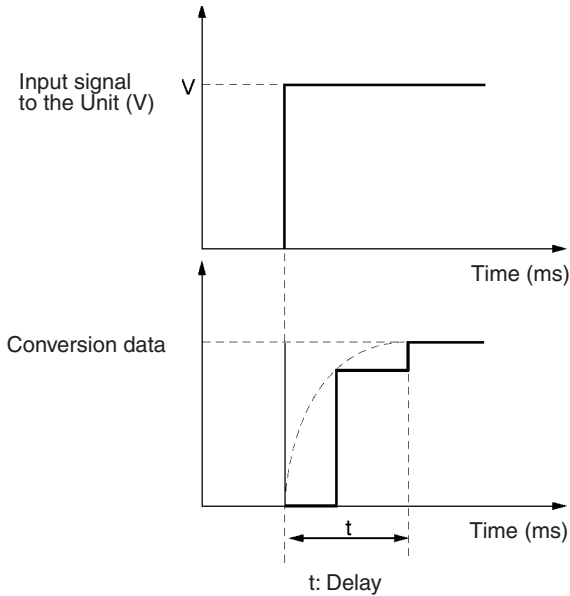 Input signal
to the Unit (V)
V
Time (ms)
Conversion data
t
Time (ms)
t: Delay